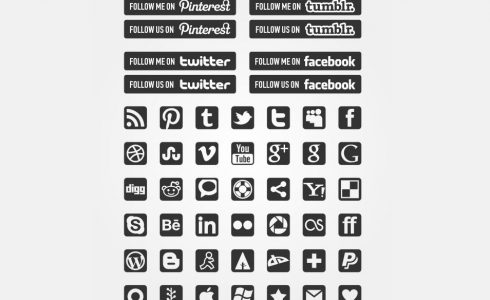 FOLLOW ME ON Pinterest FOLLOW ME ON tumblr.
FOLLOW US ON Pinterest FOLLOW US ON tumblr.
FOLLOW ME ON twitter FOLLOW ME ON facebook
FOLLOW US ON twitter FOLLOW US ON facebook
P t t f
V You Tube g+ g G
digg Y!
S Bē in as ff
W B P